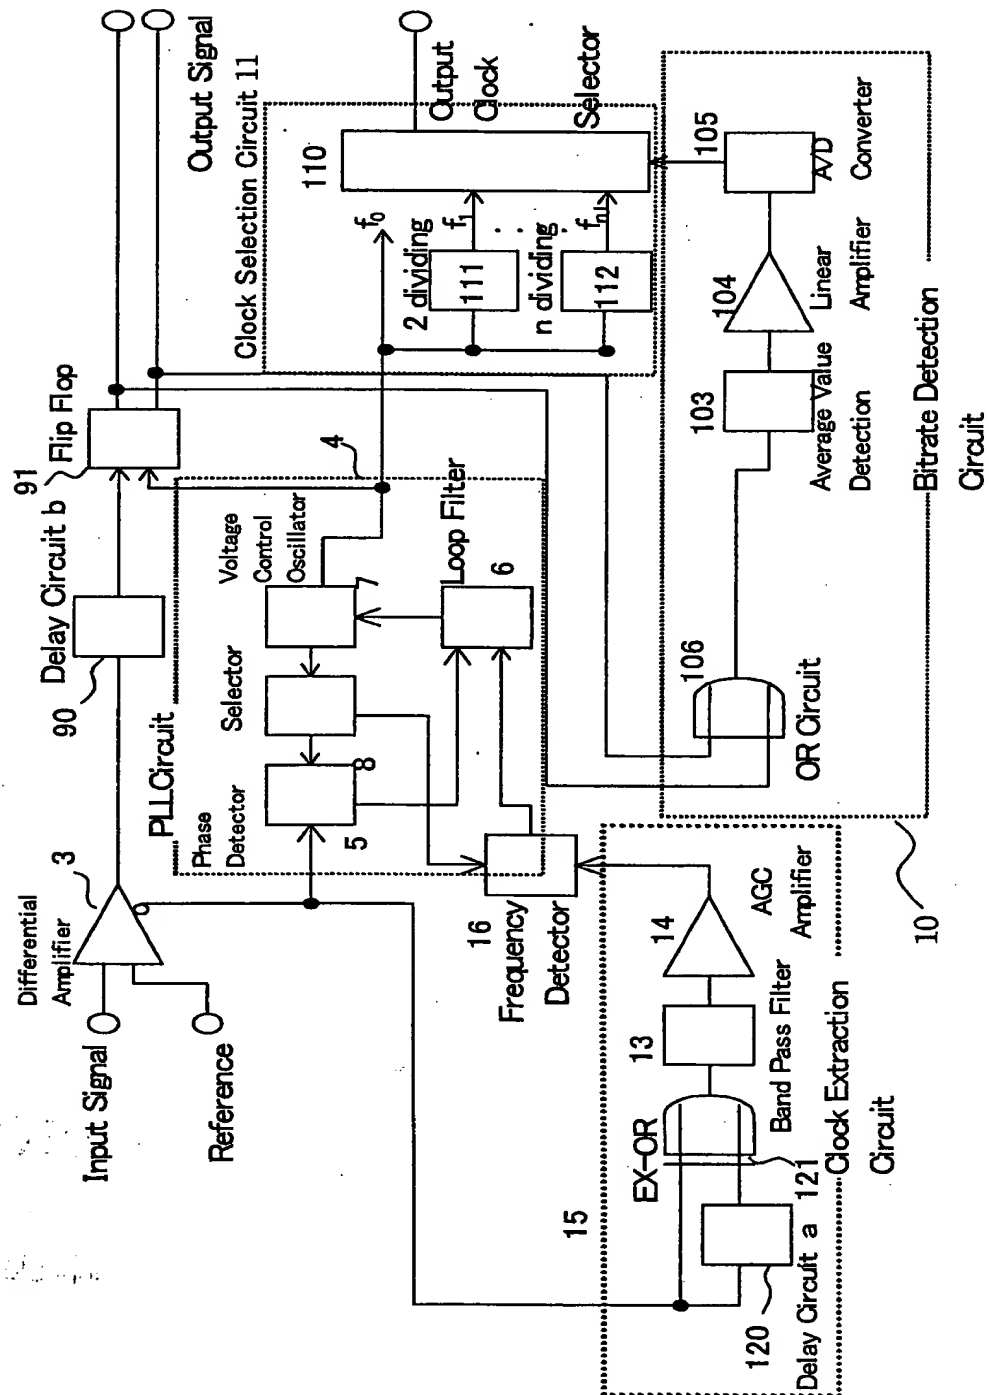 Input Signal
Reference
Differential
Amplifier
3
90
Delay Circuit b
91
Flip Flop
Output Signal
PLLCircuit
4
Phase
Detector
5
8
Selector
Voltage
Control
Oscillator
7
Loop Filter
6
16
Frequency
Detector
Clock Selection Circuit 11
f0
2 dividing
111
f1
n dividing
112
fn
110
Selector
Output
Clock
15
120
Delay Circuit a
EX-OR
121
13
Band Pass Filter
14
AGC
Amplifier
Clock Extraction
Circuit
10
106
OR Circuit
103
Average Value
Detection
104
Linear
Amplifier
105
A/D
Converter
Bitrate Detection
Circuit